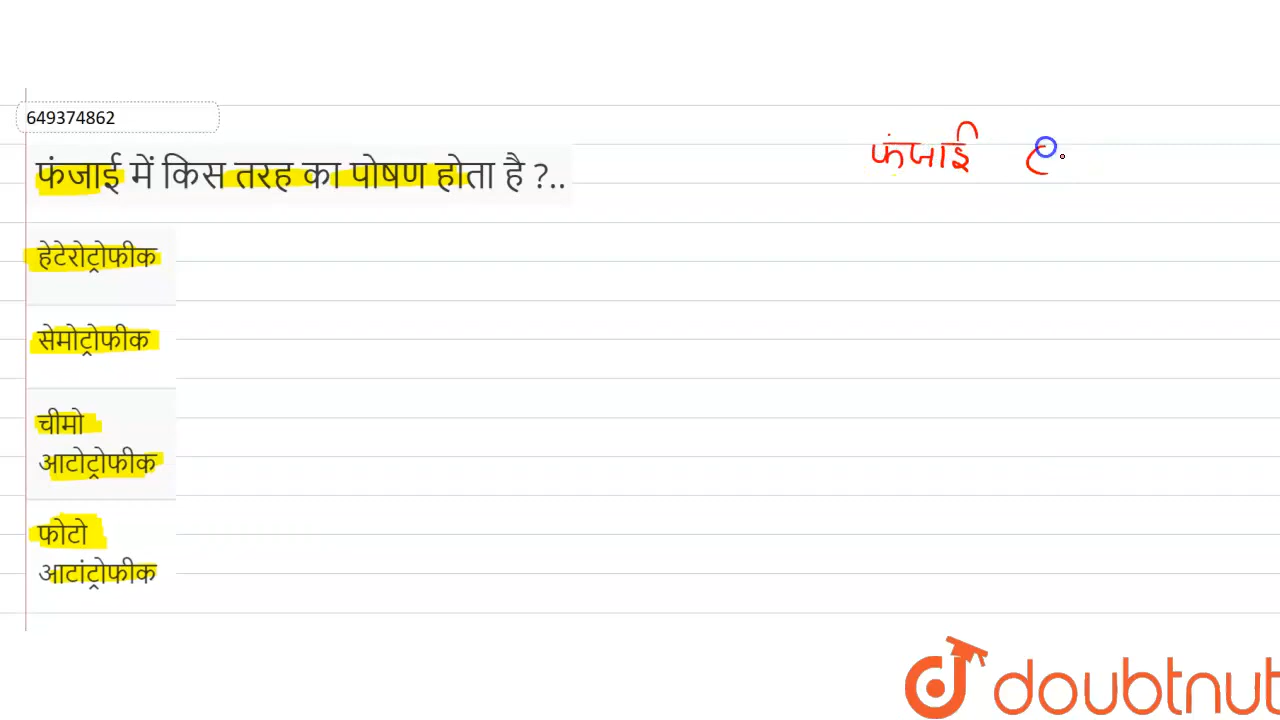 649374862
फंजाई में किस तरह का पोषण होता है ?..
फंजाई
हेटेरोट्रोफीक
सेमोट्रोफीक
चीमो
आटोट्रोफीक
फोटो
आटांट्रोफीक
doubtnut